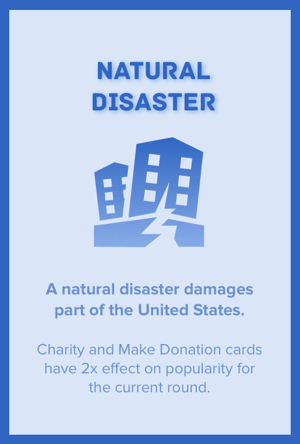 NATURAL
DISASTER
A natural disaster damages
part of the United States.
Charity and Make Donation cards
have 2x effect on popularity for
the current round.